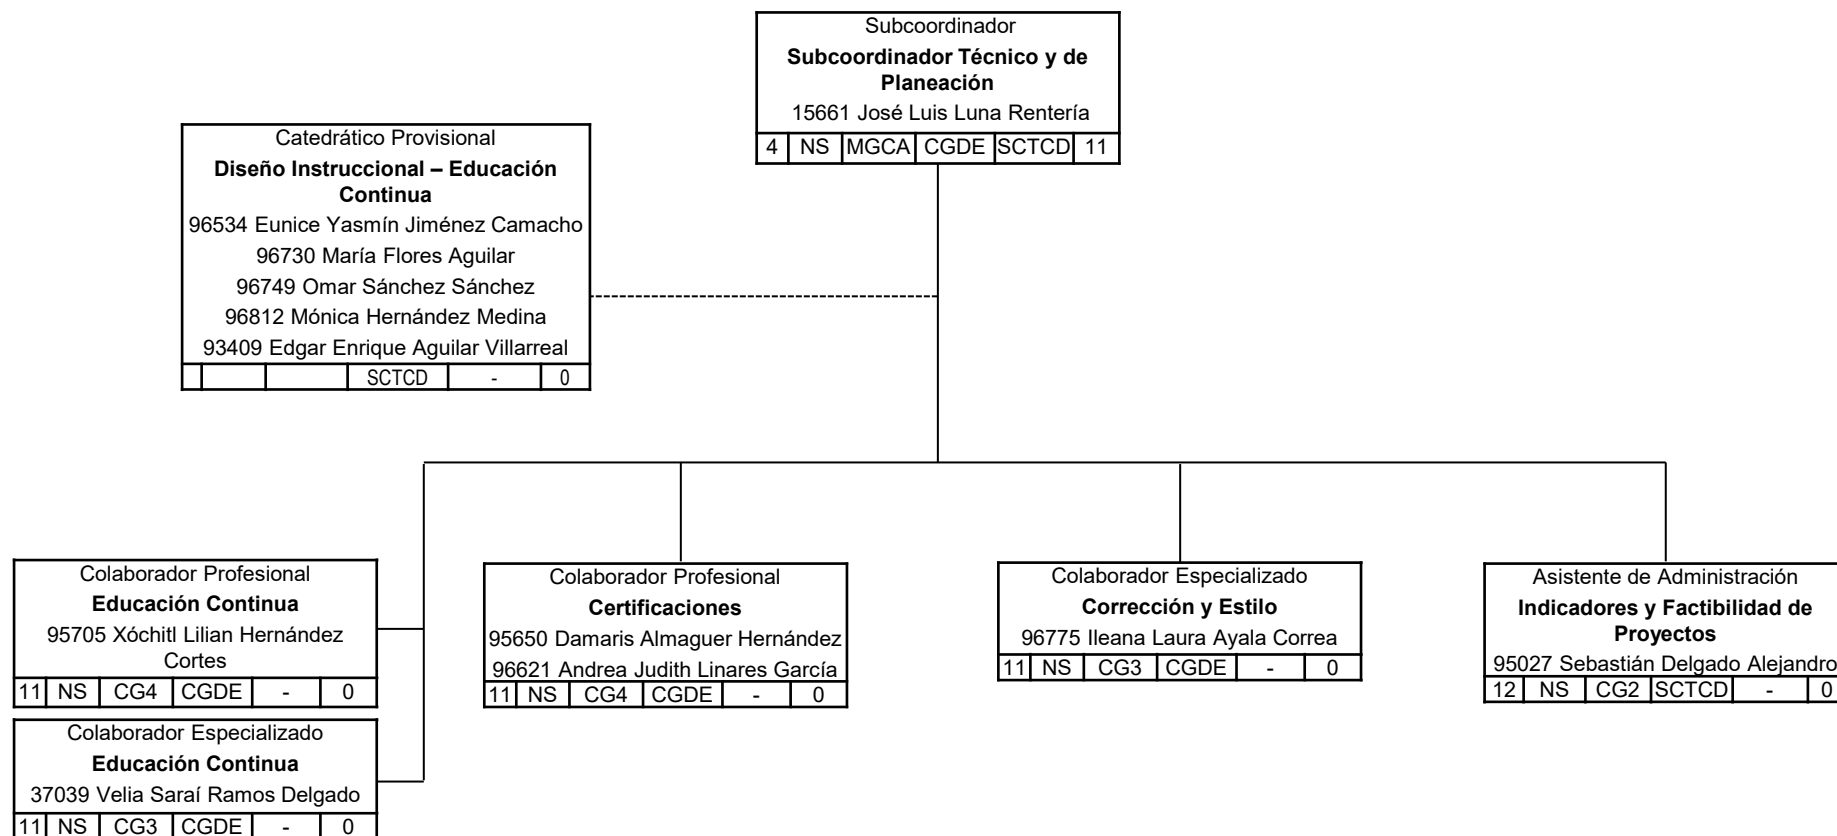 Subcoordinador
Subcoordinador Técnico y de
Planeación
15661 José Luis Luna Rentería
4 NS MGCA CGDE SCTCD 11
Catedrático Provisional
Diseño Instruccional – Educación
Continua
96534 Eunice Yasmín Jiménez Camacho
96730 María Flores Aguilar
96749 Omar Sánchez Sánchez
96812 Mónica Hernández Medina
93409 Edgar Enrique Aguilar Villarreal
SCTCD - 0
Colaborador Profesional
Educación Continua
95705 Xóchitl Lilian Hernández
Cortes
11 NS CG4 CGDE - 0
Colaborador Especializado
Educación Continua
37039 Velia Saraí Ramos Delgado
11 NS CG3 CGDE - 0
Colaborador Profesional
Certificaciones
95650 Damaris Almaguer Hernández
96621 Andrea Judith Linares García
11 NS CG4 CGDE - 0
Colaborador Especializado
Corrección y Estilo
96775 Ileana Laura Ayala Correa
11 NS CG3 CGDE - 0
Asistente de Administración
Indicadores y Factibilidad de
Proyectos
95027 Sebastián Delgado Alejandro
12 NS CG2 SCTCD - 0